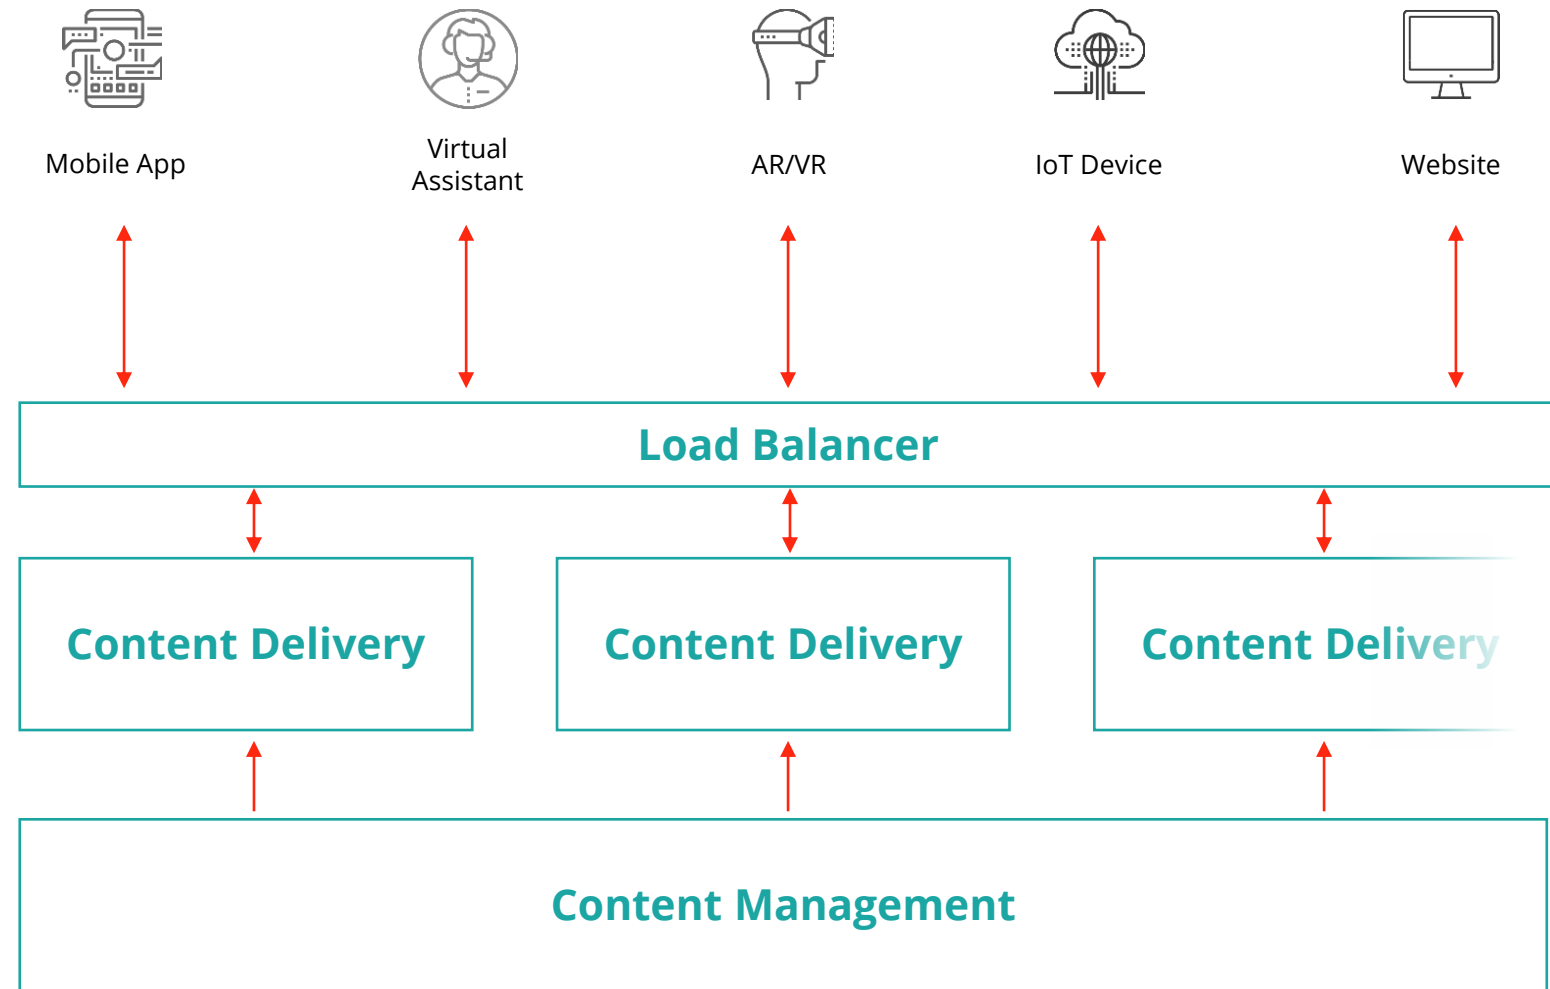 Mobile App
Virtual
Assistant
AR/VR
IoT Device
Website
Load Balancer
Content Delivery
Content Delivery
Content Delivery
Content Management